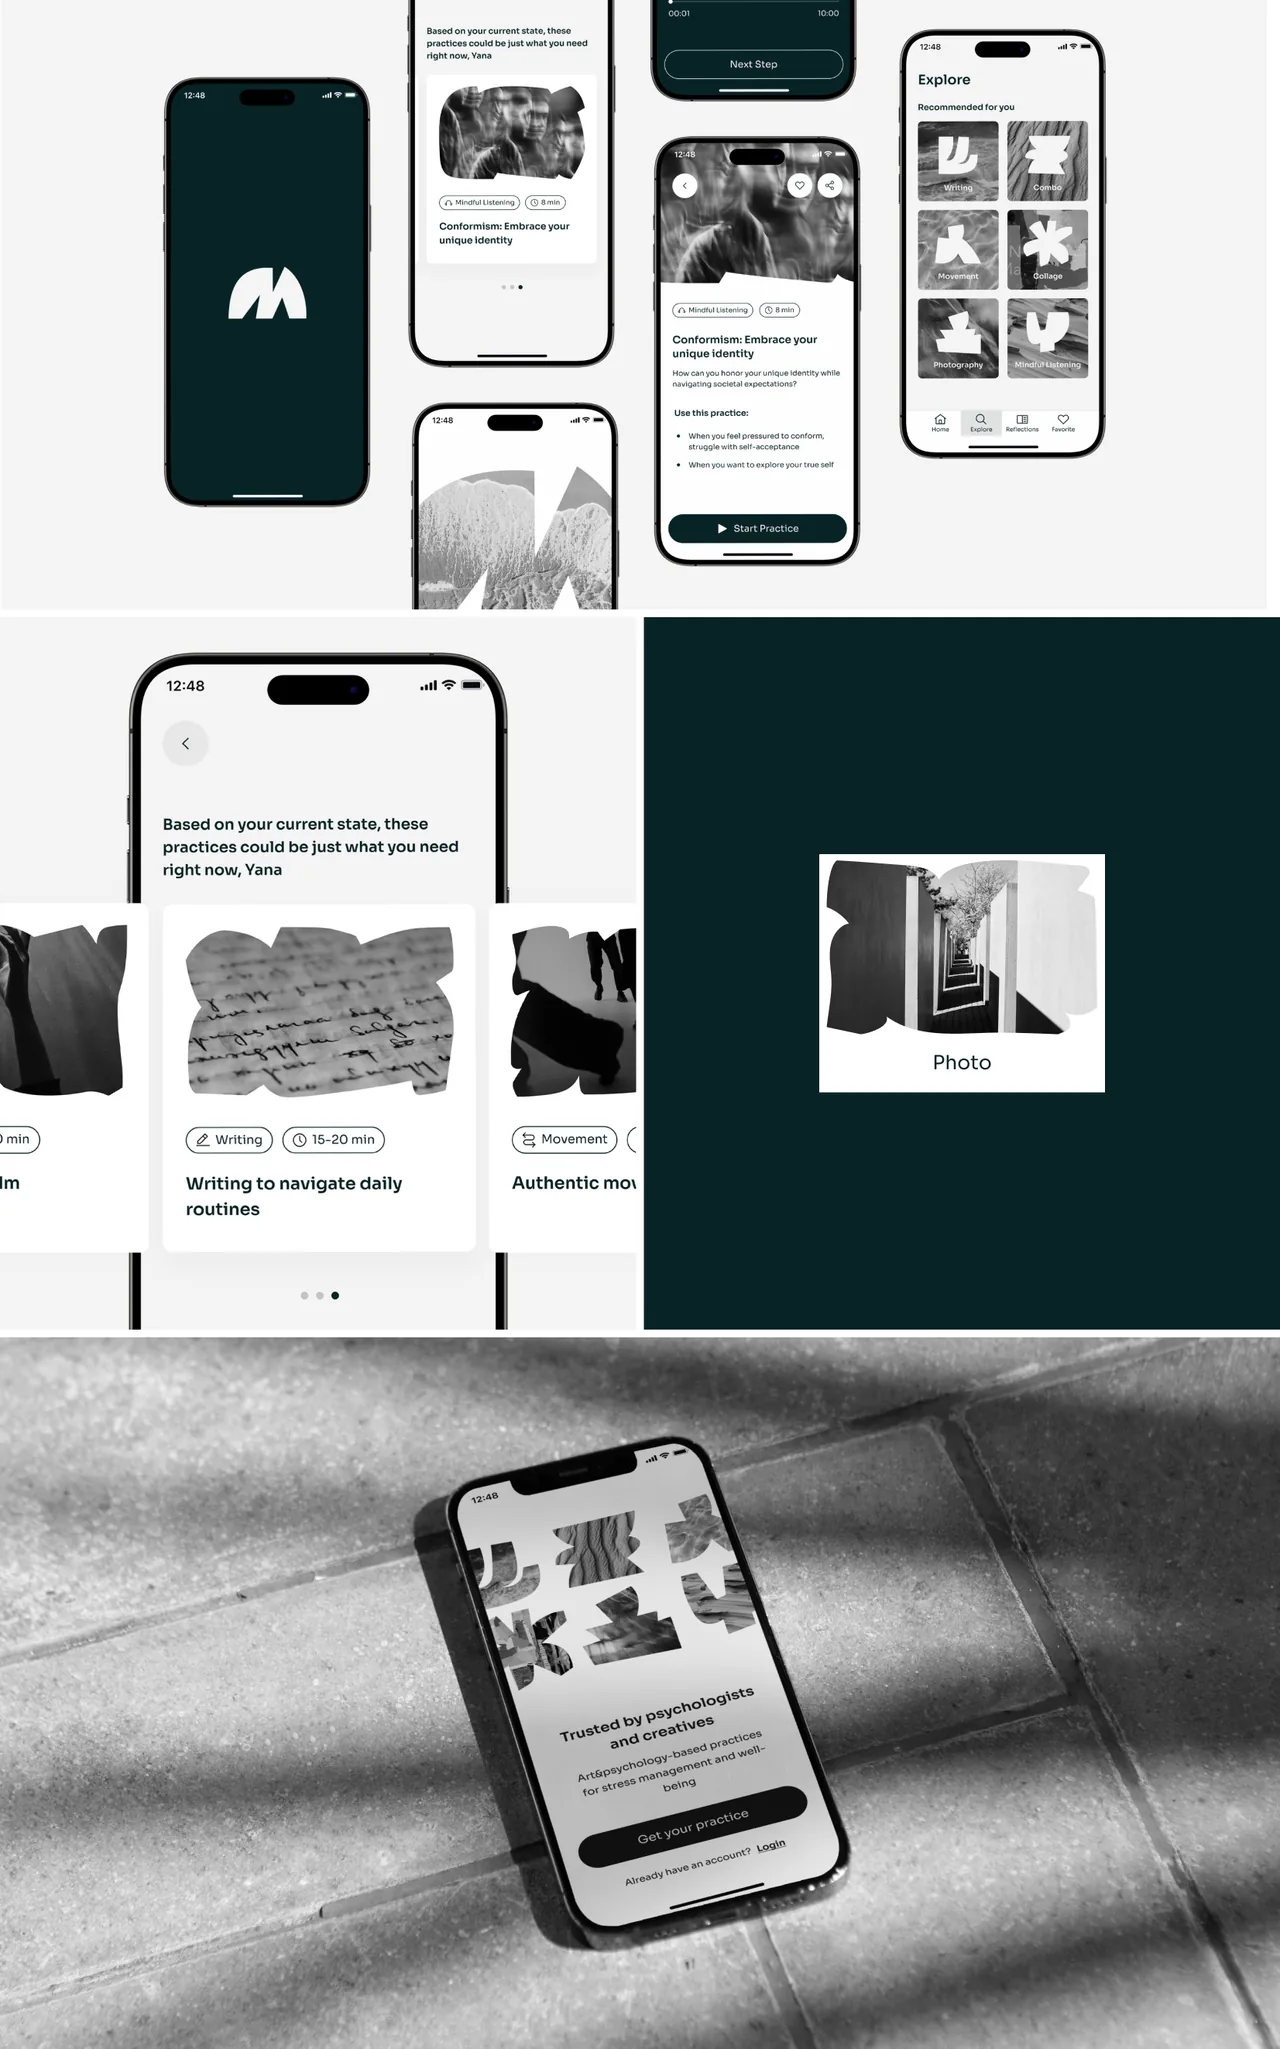 12:48
Based on your current state, these
practices could be just what you need
right now, Yana
Mindful Listening
8 min
Conformism: Embrace your
unique identity
12:48
00:01
10:00
Next Step
12:48
Mindful Listening
8 min
Conformism: Embrace your
unique identity
How can you honor your unique identity while
navigating societal expectations?
Use this practice:
When you feel pressured to conform,
struggle with self-acceptance
When you want to explore your true self
Start Practice
12:48
Explore
Recommended for you
Writing
Combo
Movement
Collage
Photography
Mindful Listening
Home
Explore
Reflections
Favorite
12:48
Based on your current state, these
practices could be just what you need
right now, Yana
min
lm
Writing
15-20 min
Writing to navigate daily
routines
Movement
Authentic mov
Photo
12:48
Trusted by psychologists
and creatives
Art&psychology-based practices
for stress management and well-
being
Get your practice
Already have an account? Login